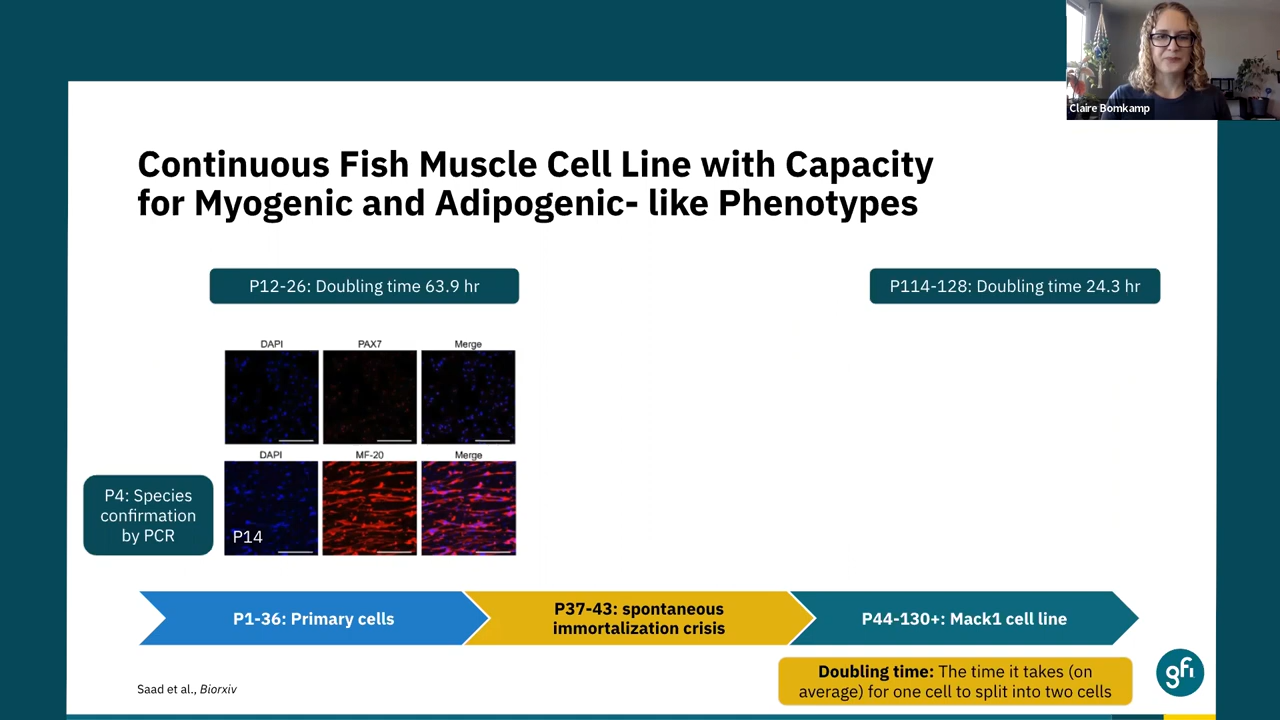 Claire Bomkamp
Continuous Fish Muscle Cell Line with Capacity
for Myogenic and Adipogenic- like Phenotypes
P12-26: Doubling time 63.9 hr
P114-128: Doubling time 24.3 hr
DAPI
PAX7
Merge
DAPI
MF-20
Merge
P4: Species
confirmation
by PCR
P14
P1-36: Primary cells
P37-43: spontaneous
immortalization crisis
P44-130+: Mack1 cell line
Doubling time: The time it takes (on
average) for one cell to split into two cells
Saad et al., Biorxiv
gfi